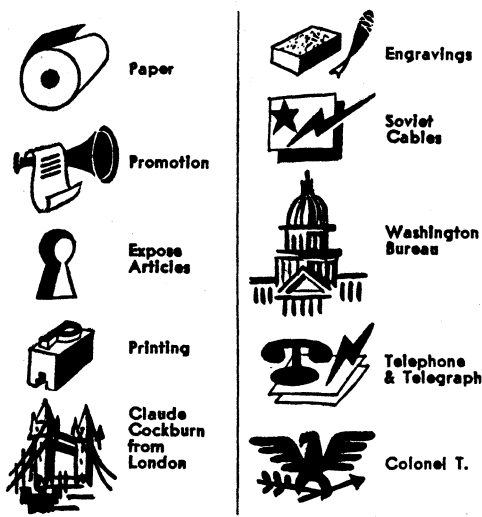 Paper
Promotion
Expose
Articles
Printing
Claude
Cockburn
from
London
Engravings
Soviet
Cables
Washington
Bureau
Telephone
& Telegraph
Colonel T.